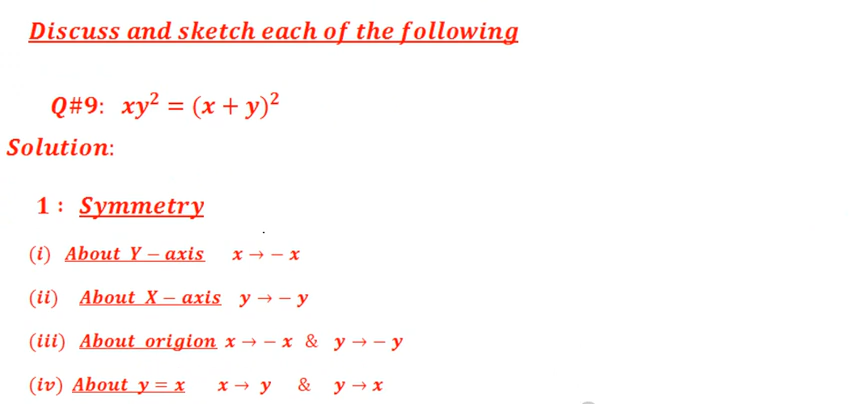 Discuss and sketch each of the following
Q#9: xy² = (x + y)²
Solution:
1 : Symmetry
(i) About Y – axis x → – x
(ii) About X – axis y → – y
(iii) About origion x → – x & y → – y
(iv) About y = x x → y & y → x